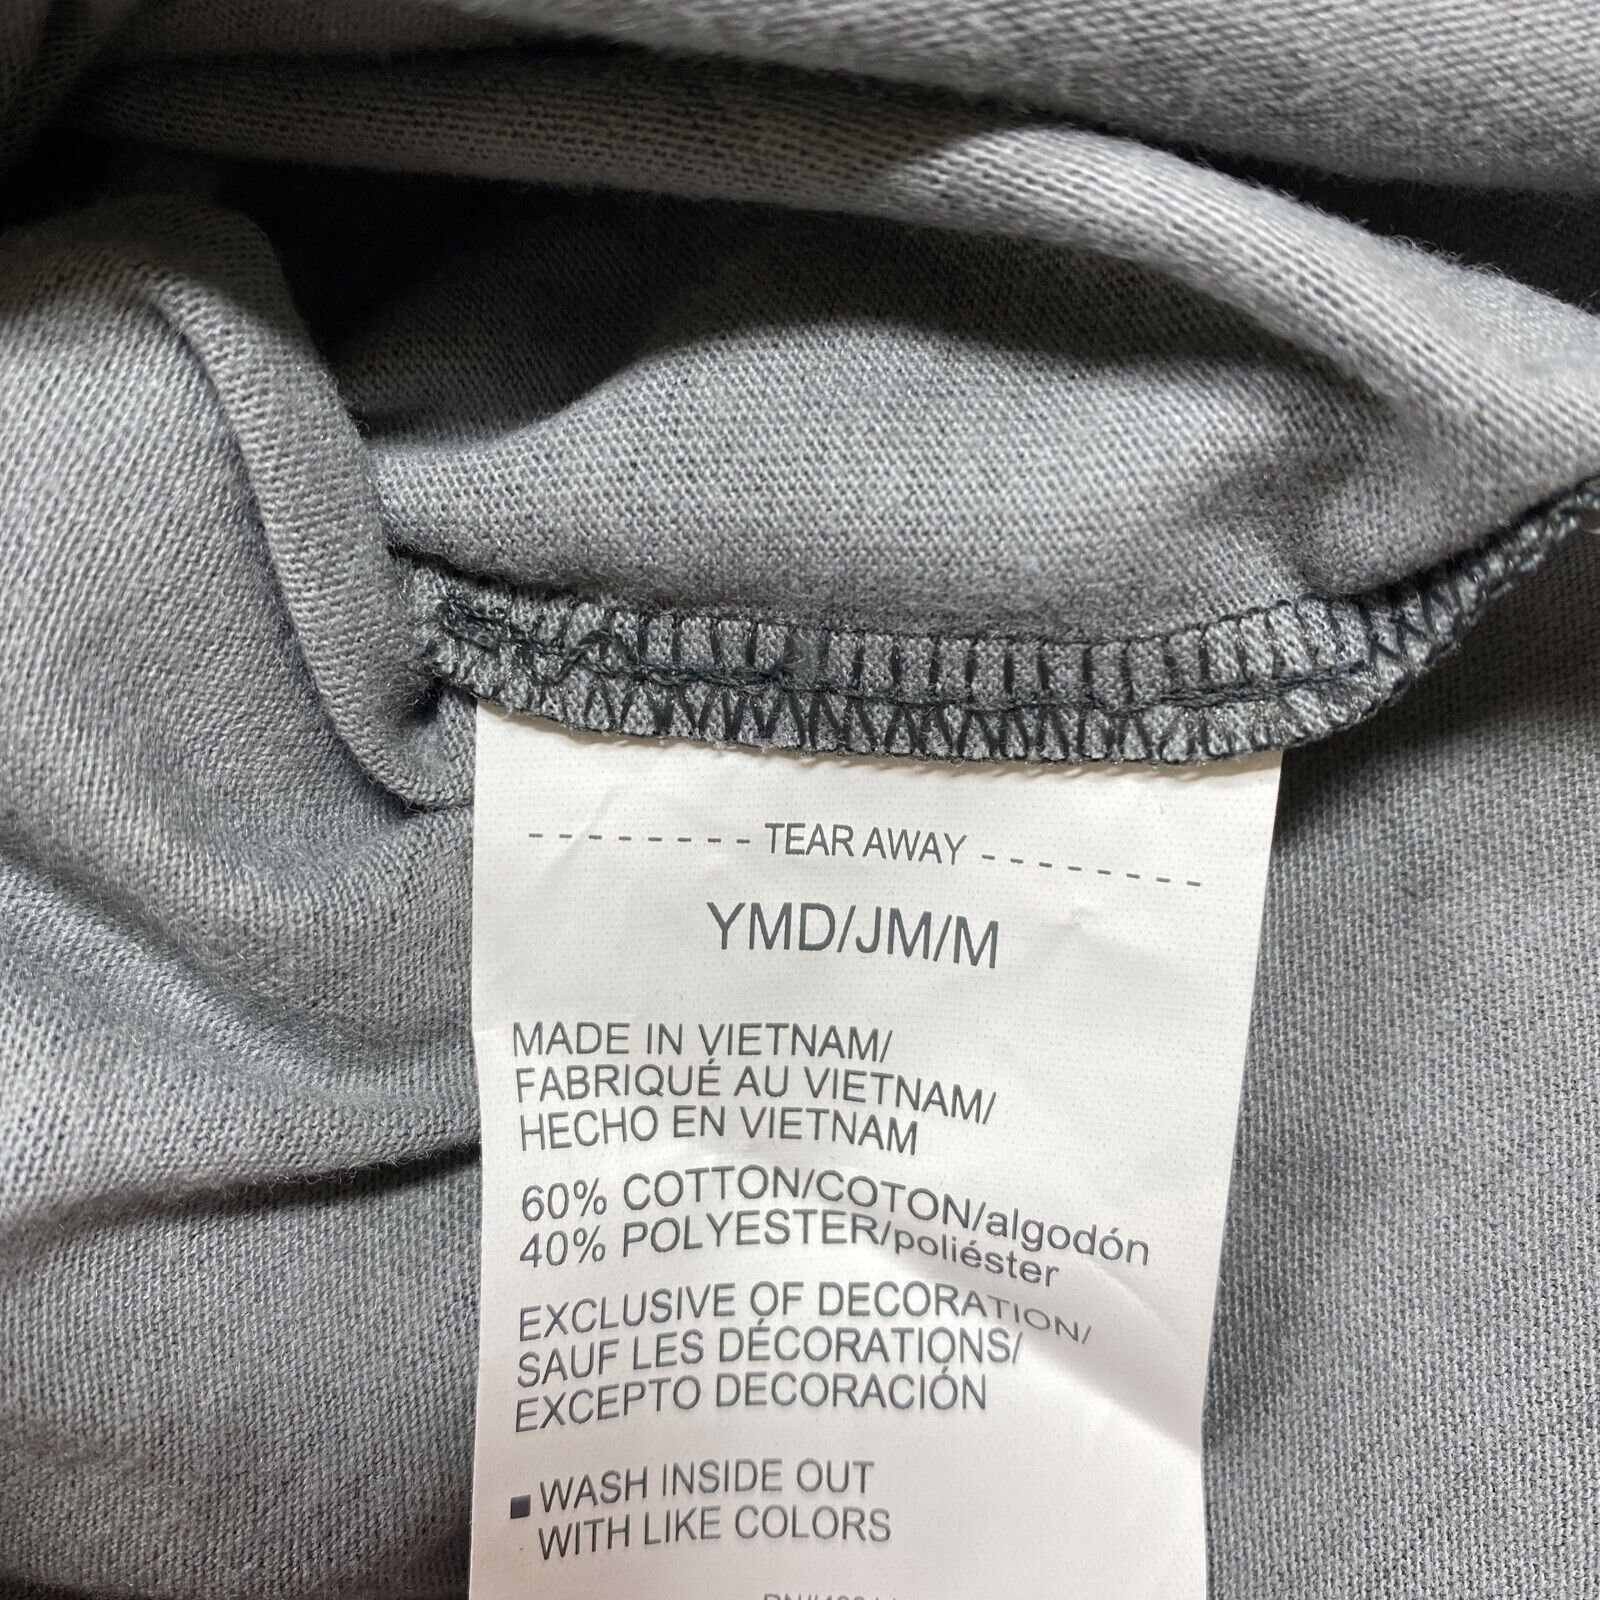 TEAR AWAY
YMD/JM/M
MADE IN VIETNAM/
FABRIQUÉ AU VIETNAM/
HECHO EN VIETNAM
60% COTTON/COTON/algodón
40% POLYESTER/poliéster
EXCLUSIVE OF DECORATION/
SAUF LES DÉCORATIONS/
EXCEPTO DECORACIÓN
WASH INSIDE OUT
WITH LIKE COLORS